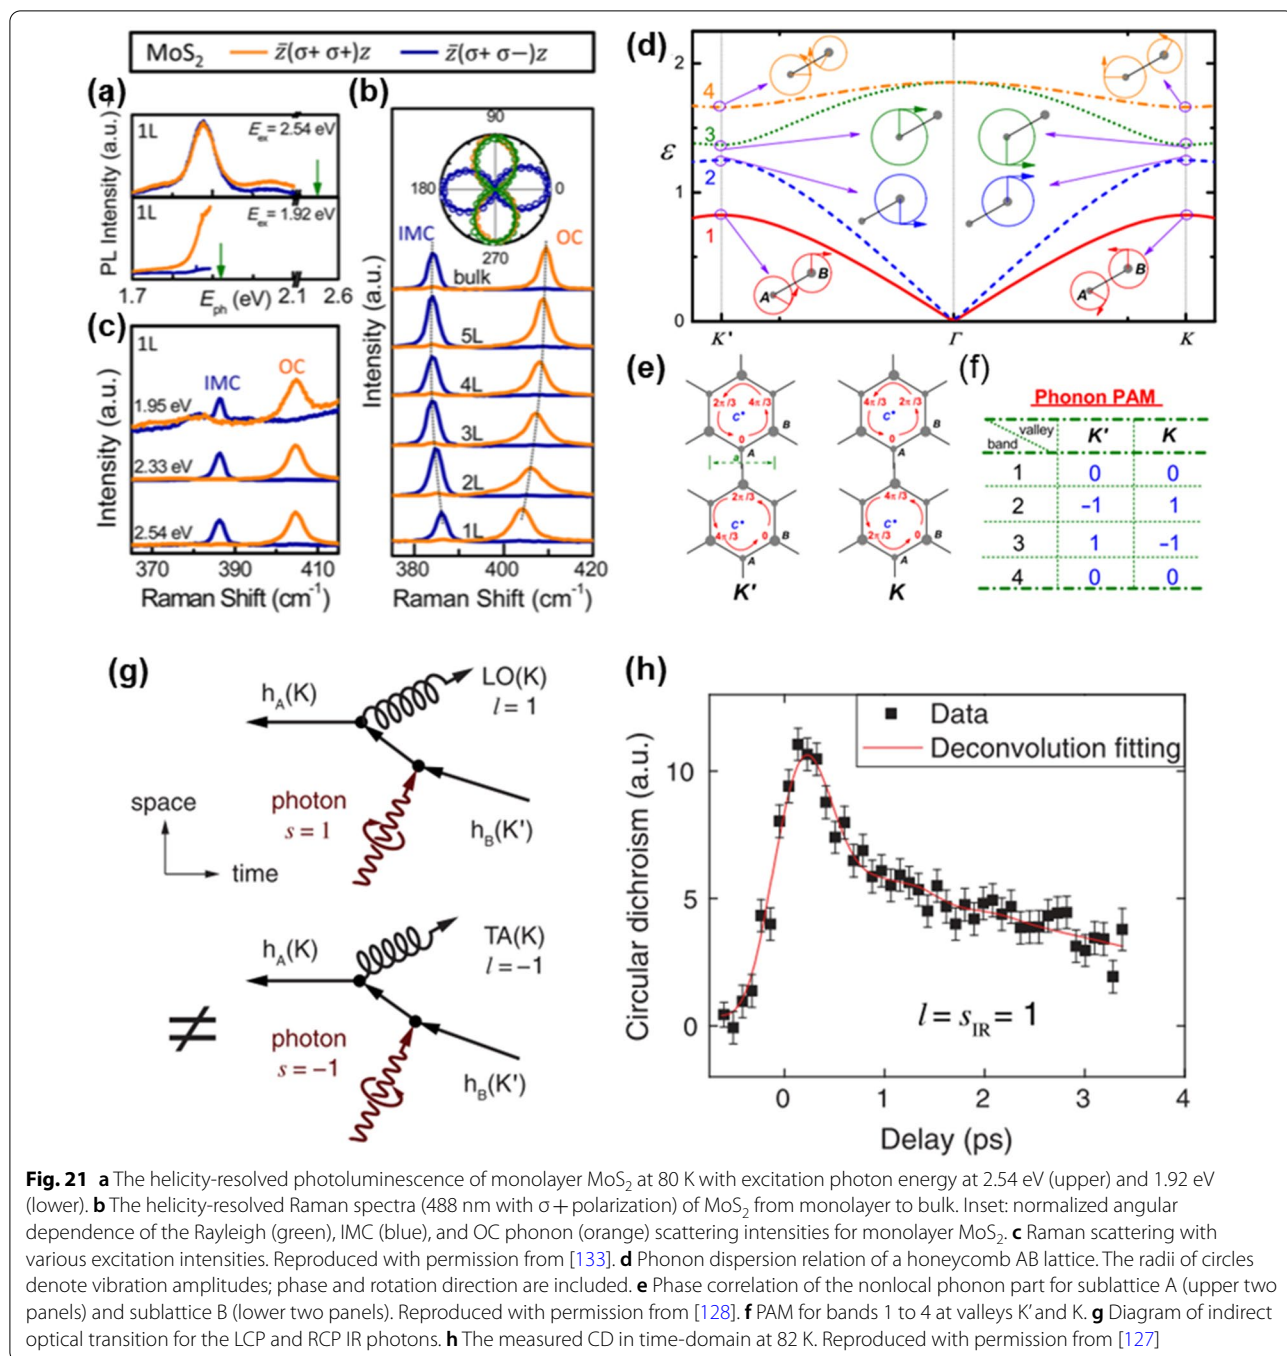 MoS2 z̄(σ+ σ+)z z̄(σ+ σ−)z
(a)
PL Intensity (a.u.)
1L
Eex = 2.54 eV
1L
Eex = 1.92 eV
1.7 Eph (eV) 2.1 2.6
(b)
90
180 0
270
IMC OC
bulk
5L
4L
3L
2L
1L
Intensity (a.u.)
380 400 420
Raman Shift (cm-1)
(c)
1L
IMC OC
1.95 eV
2.33 eV
2.54 eV
Intensity (a.u.)
370 390 410
Raman Shift (cm-1)
(d)
2
1
0
ε
4
3
2
1
A B
A B
K' Γ K
(e)
2π/3 4π/3
C*
0
A
B
a
4π/3 2π/3
C*
0
A
B
2π/3
C*
4π/3 0
B
A
4π/3
C*
2π/3 0
B
A
K' K
(f)
Phonon PAM
band valley K' K
1 0 0
2 −1 1
3 1 −1
4 0 0
(g)
hA(K)
LO(K)
l = 1
space
time
photon
s = 1
hB(K')
≠
hA(K)
TA(K)
l = −1
photon
s = −1
hB(K')
(h)
Data
Deconvolution fitting
Circular dichroism (a.u.)
10
5
0
l = sIR = 1
0 1 2 3 4
Delay (ps)
Fig. 21 a The helicity-resolved photoluminescence of monolayer MoS2 at 80 K with excitation photon energy at 2.54 eV (upper) and 1.92 eV
(lower). b The helicity-resolved Raman spectra (488 nm with σ + polarization) of MoS2 from monolayer to bulk. Inset: normalized angular
dependence of the Rayleigh (green), IMC (blue), and OC phonon (orange) scattering intensities for monolayer MoS2. c Raman scattering with
various excitation intensities. Reproduced with permission from [133]. d Phonon dispersion relation of a honeycomb AB lattice. The radii of circles
denote vibration amplitudes; phase and rotation direction are included. e Phase correlation of the nonlocal phonon part for sublattice A (upper two
panels) and sublattice B (lower two panels). Reproduced with permission from [128]. f PAM for bands 1 to 4 at valleys K' and K. g Diagram of indirect
optical transition for the LCP and RCP IR photons. h The measured CD in time-domain at 82 K. Reproduced with permission from [127]